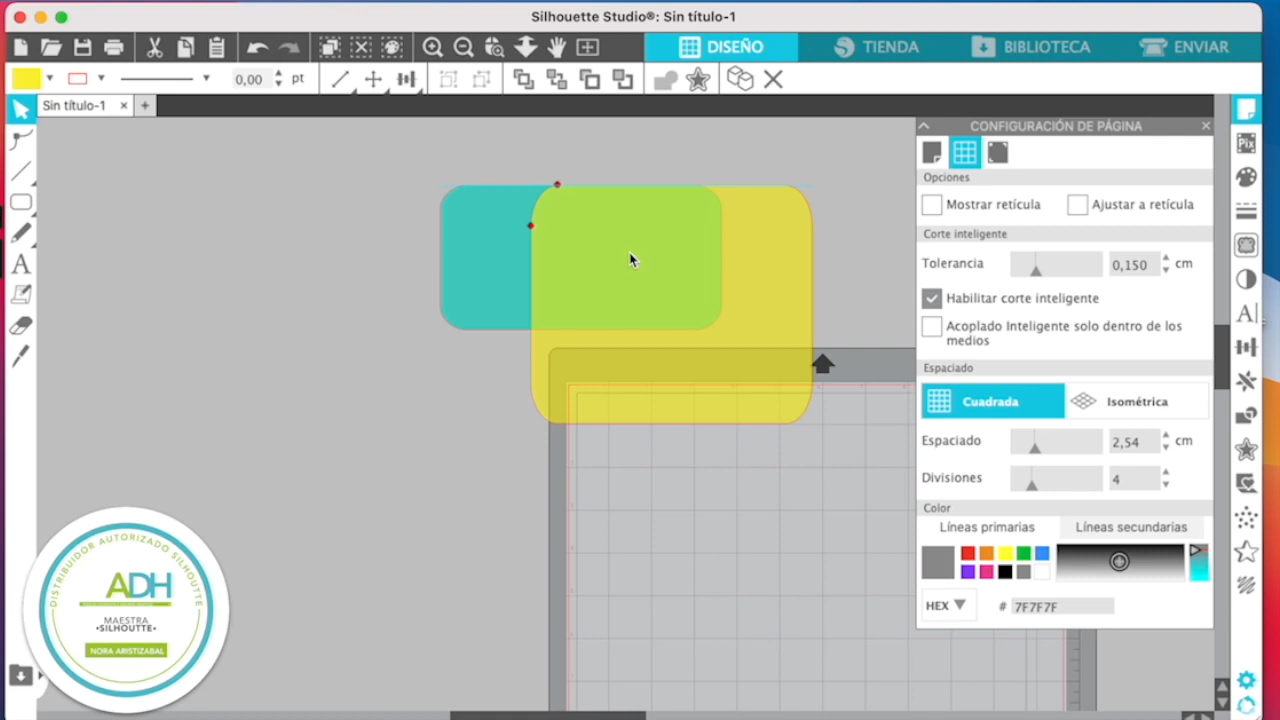 Silhouette Studio®: Sin título-1
DISEÑO
TIENDA
BIBLIOTECA
ENVIAR
0,00 pt
Sin título-1 × +
CONFIGURACIÓN DE PÁGINA
Opciones
Mostrar retícula
Ajustar a retícula
Corte inteligente
Tolerancia 0,150 cm
Habilitar corte inteligente
Acoplado Inteligente solo dentro de los
medios
Espaciado
Cuadrada
Isométrica
Espaciado 2,54 cm
Divisiones 4
Color
Líneas primarias
Líneas secundarias
HEX # 7F7F7F
DISTRIBUIDOR AUTORIZADO SILHOUTTE
ADH
MAESTRA
•SILHOUTTE•
NORA ARISTIZABAL